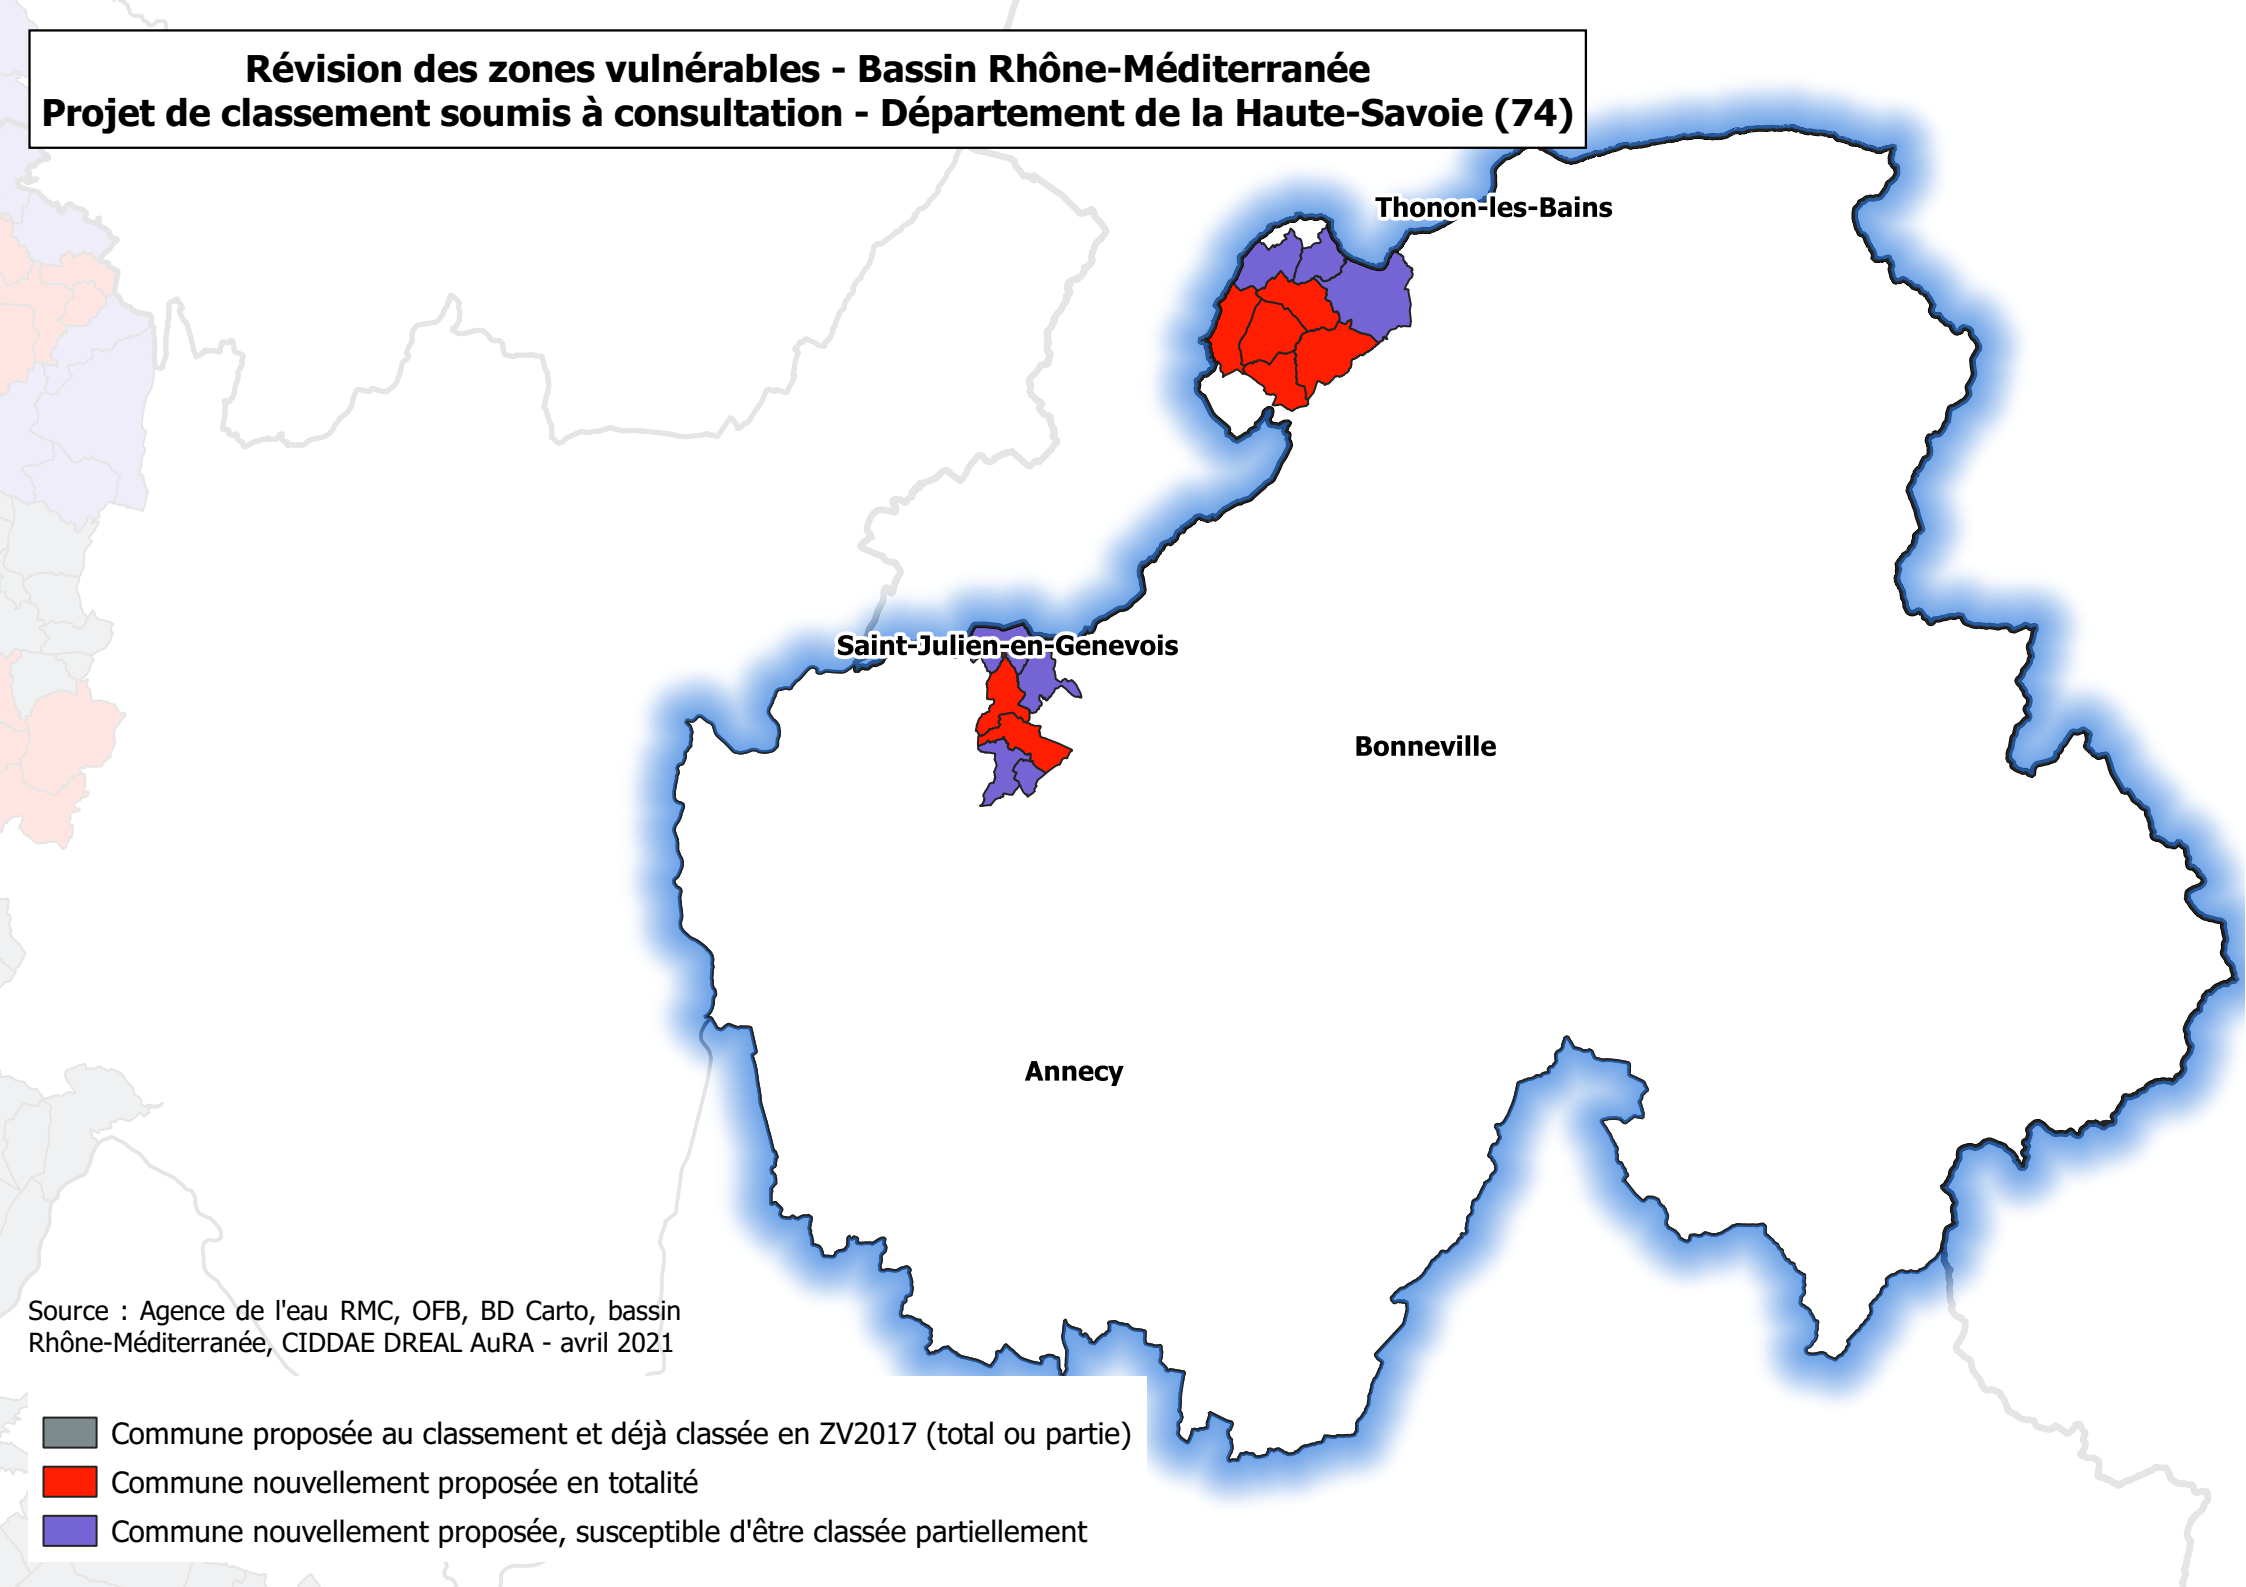 Révision des zones vulnérables - Bassin Rhône-Méditerranée
Projet de classement soumis à consultation - Département de la Haute-Savoie (74)
Thonon-les-Bains
Saint-Julien-en-Genevois
Bonneville
Annecy
Source : Agence de l'eau RMC, OFB, BD Carto, bassin
Rhône-Méditerranée, CIDDAE DREAL AuRA - avril 2021
Commune proposée au classement et déjà classée en ZV2017 (total ou partie)
Commune nouvellement proposée en totalité
Commune nouvellement proposée, susceptible d'être classée partiellement